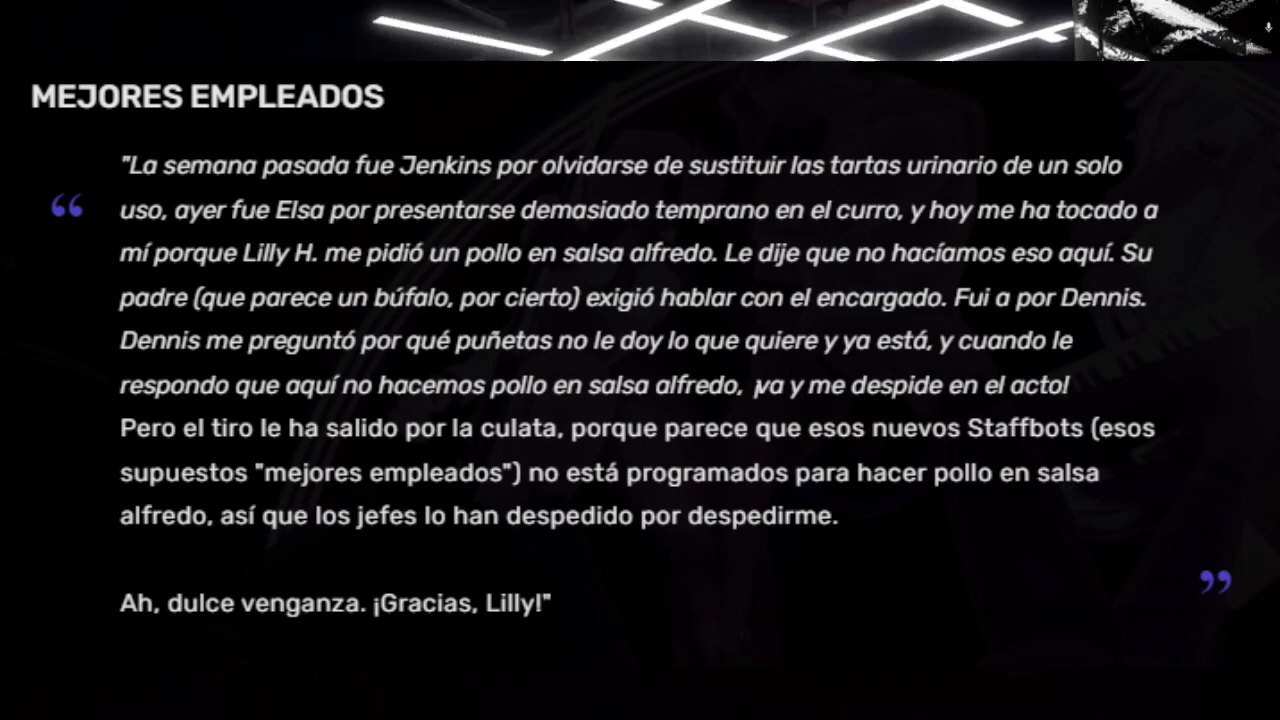 MEJORES EMPLEADOS
"La semana pasada fue Jenkins por olvidarse de sustituir las tartas urinario de un solo
“ uso, ayer fue Elsa por presentarse demasiado temprano en el curro, y hoy me ha tocado a
mí porque Lilly H. me pidió un pollo en salsa alfredo. Le dije que no hacíamos eso aquí. Su
padre (que parece un búfalo, por cierto) exigió hablar con el encargado. Fui a por Dennis.
Dennis me preguntó por qué puñetas no le doy lo que quiere y ya está, y cuando le
respondo que aquí no hacemos pollo en salsa alfredo, ¡va y me despide en el acto!
Pero el tiro le ha salido por la culata, porque parece que esos nuevos Staffbots (esos
supuestos "mejores empleados") no está programados para hacer pollo en salsa
alfredo, así que los jefes lo han despedido por despedirme.
”
Ah, dulce venganza. ¡Gracias, Lilly!"